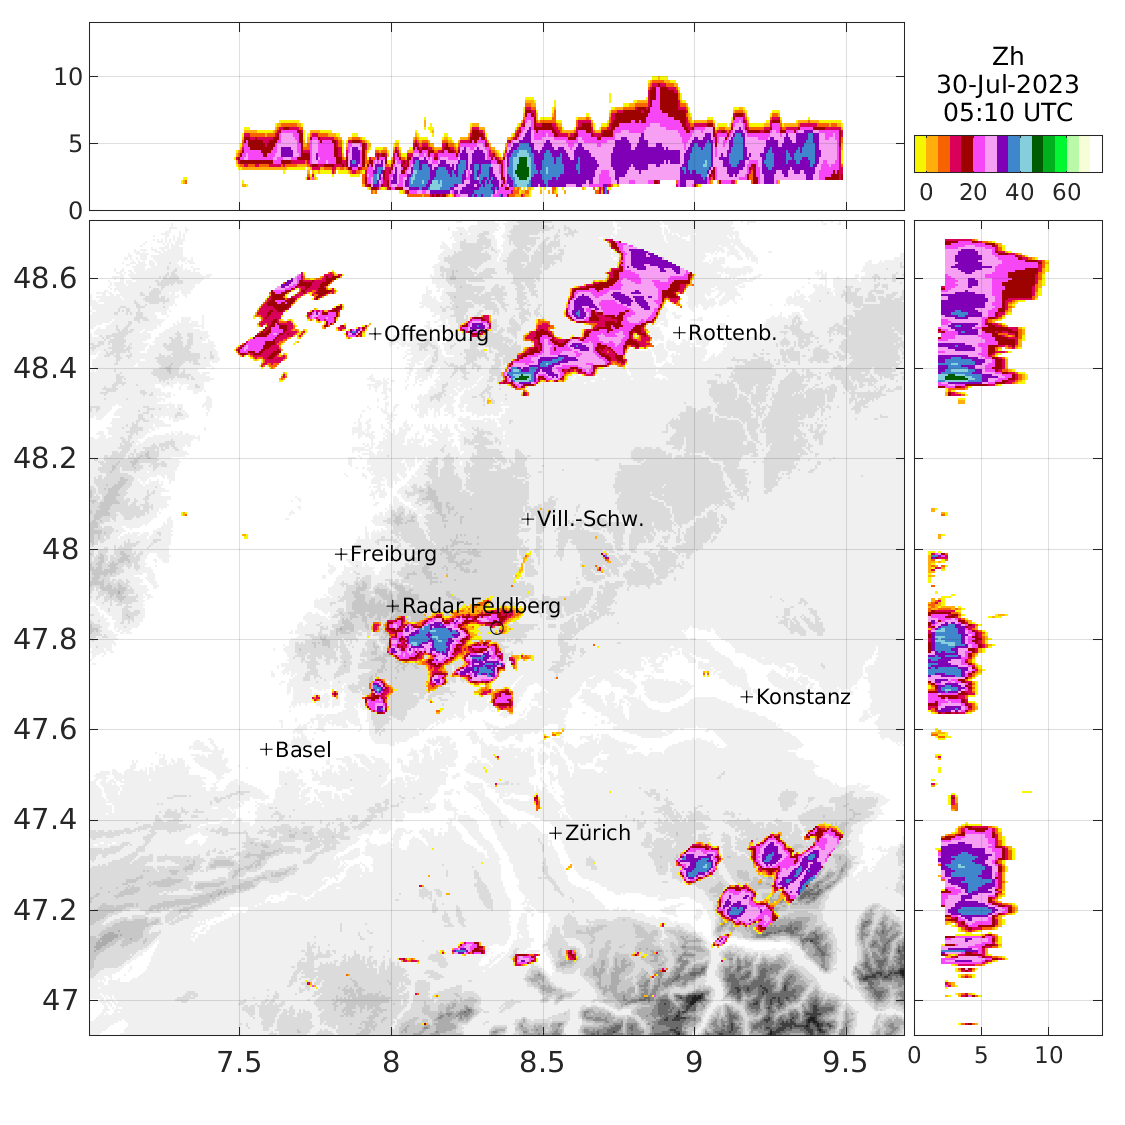 10
5
0
Zh
30-Jul-2023
05:10 UTC
0 20 40 60
48.6
48.4
48.2
48
47.8
47.6
47.4
47.2
47
Offenburg
Rottenb.
Vill.-Schw.
Freiburg
Radar Feldberg
Konstanz
Basel
Zürich
7.5 8 8.5 9 9.5
0 5 10